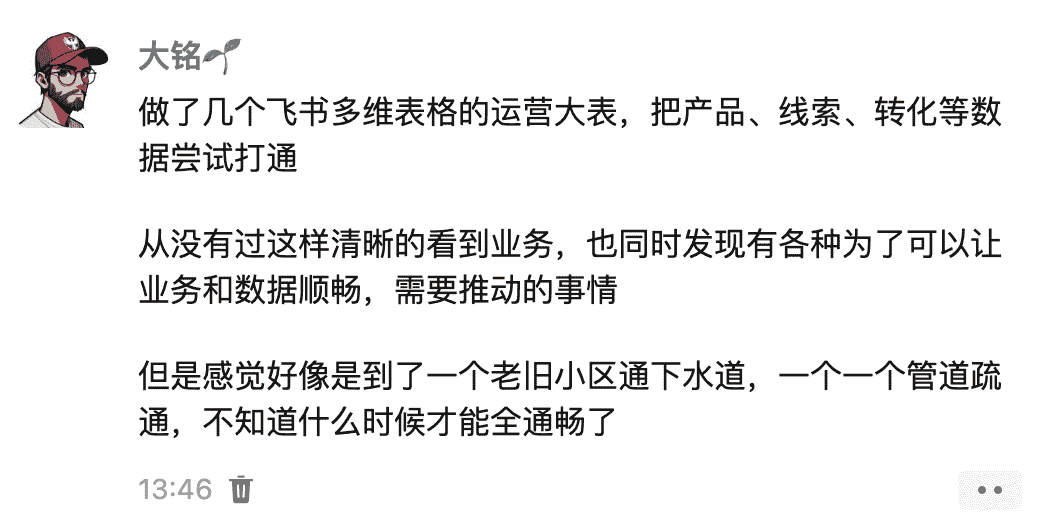 大铭
做了几个飞书多维表格的运营大表，把产品、线索、转化等数
据尝试打通
从没有过这样清晰的看到业务，也同时发现有各种为了可以让
业务和数据顺畅，需要推动的事情
但是感觉好像是到了一个老旧小区通下水道，一个一个管道疏
通，不知道什么时候才能全通畅了
13:46